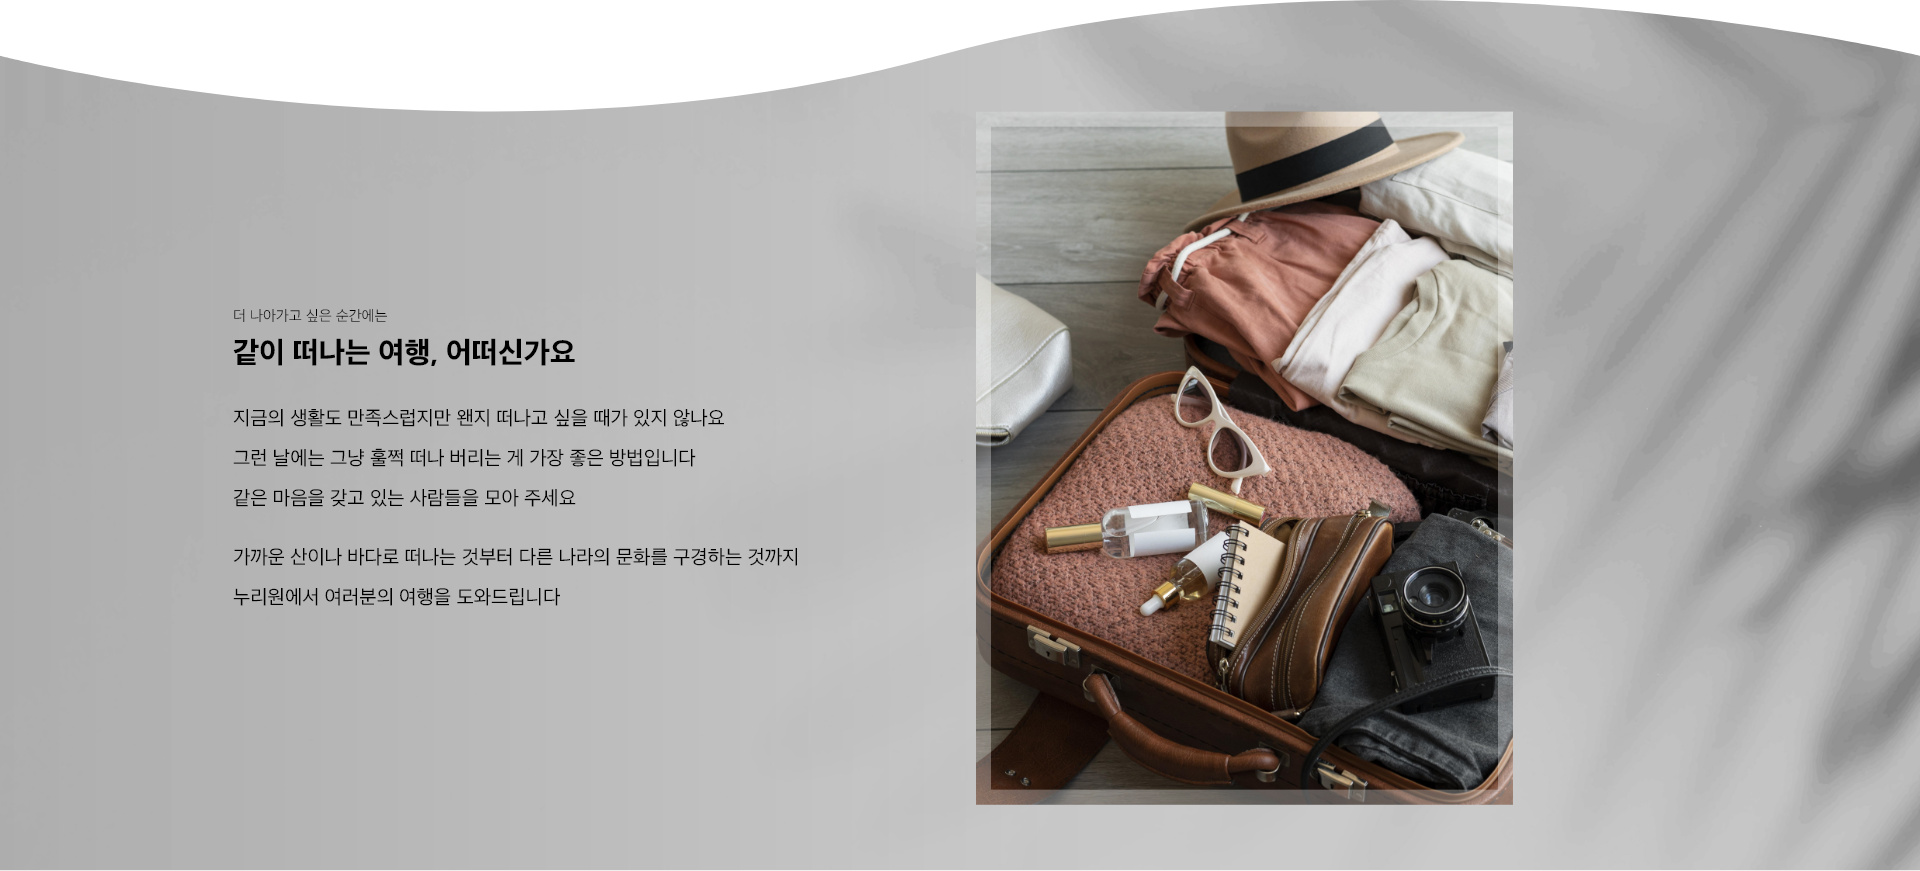 더 나아가고 싶은 순간에는
같이 떠나는 여행, 어떠신가요
지금의 생활도 만족스럽지만 왠지 떠나고 싶을 때가 있지 않나요
그런 날에는 그냥 훌쩍 떠나 버리는 게 가장 좋은 방법입니다
같은 마음을 갖고 있는 사람들을 모아 주세요
가까운 산이나 바다로 떠나는 것부터 다른 나라의 문화를 구경하는 것까지
누리원에서 여러분의 여행을 도와드립니다